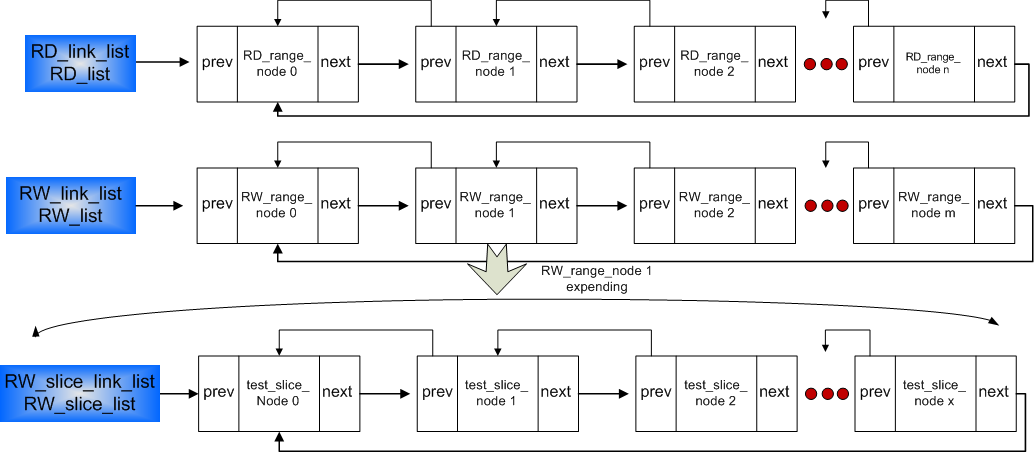 RD_link_list
RD_list
prev
RD_range_
node 0
next
prev
RD_range_
node 1
next
prev
RD_range_
node 2
next
prev
RD_range_
node n
next
RW_link_list
RW_list
prev
RW_range_
node 0
next
prev
RW_range_
node 1
next
prev
RW_range_
node 2
next
prev
RW_range_
node m
next
RW_range_node 1
expending
RW_slice_link_list
RW_slice_list
prev
test_slice_
Node 0
next
prev
test_slice_
node 1
next
prev
test_slice_
node 2
next
prev
test_slice_
node x
next